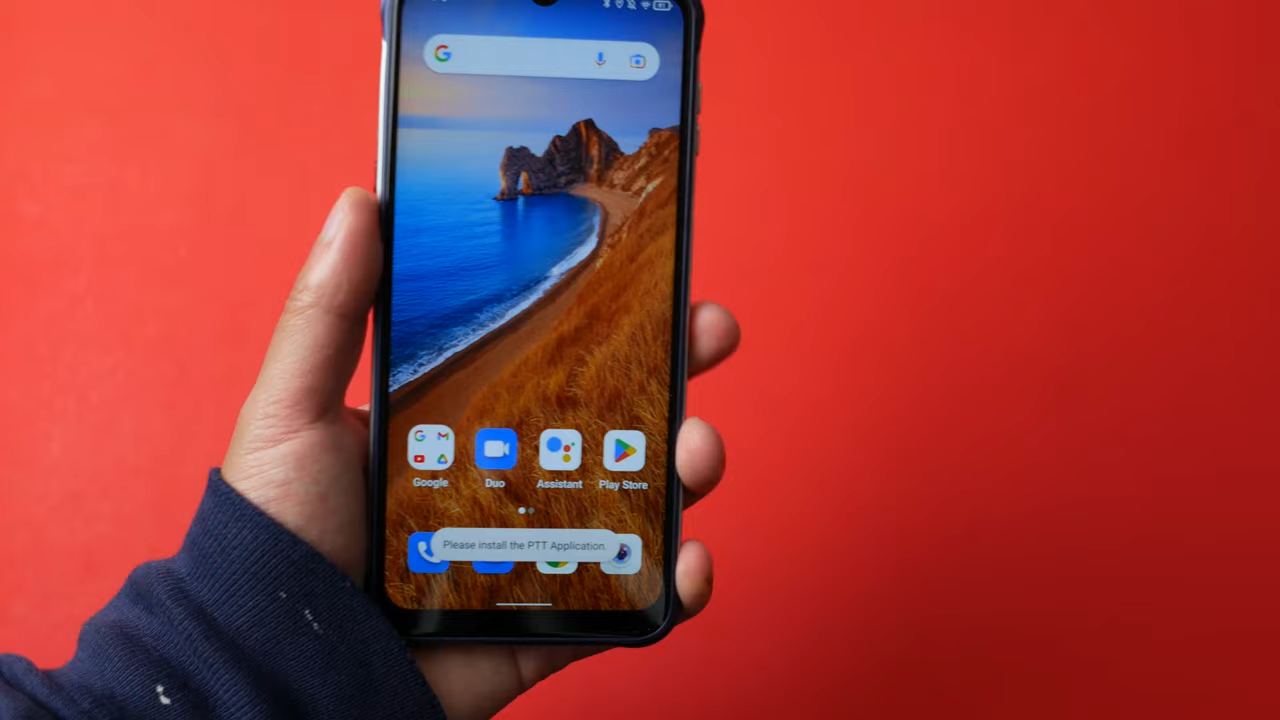 Google
Duo
Assistant
Play Store
Please install the PTT Application.